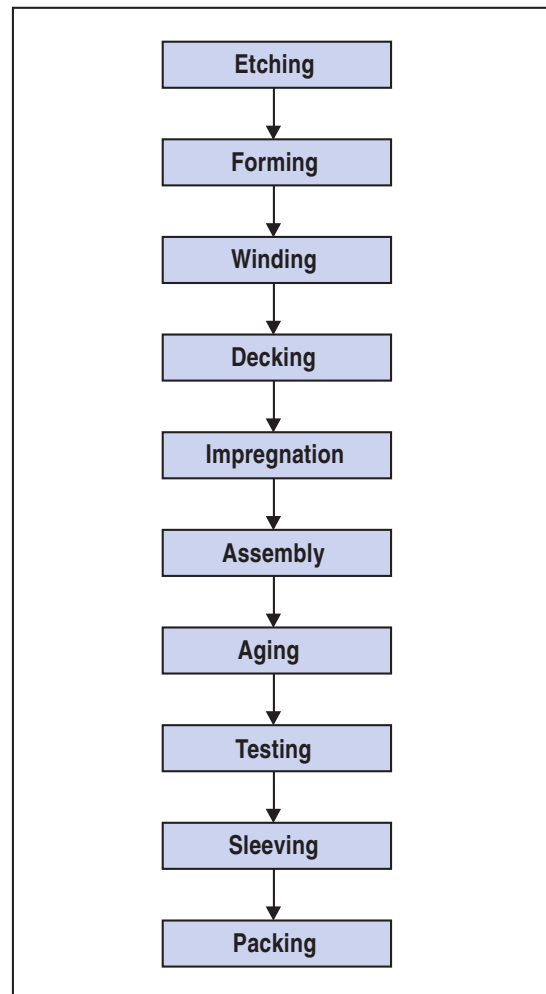 Etching
Forming
Winding
Decking
Impregnation
Assembly
Aging
Testing
Sleeving
Packing